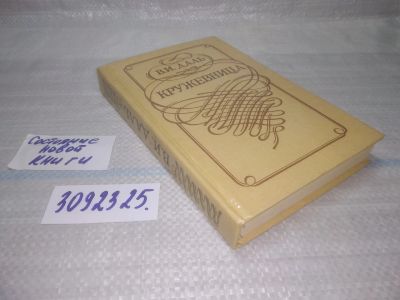 В.И. ДАЛЬ
КРУЖЕВНИЦА
Состояние
новой
книги
3092325.